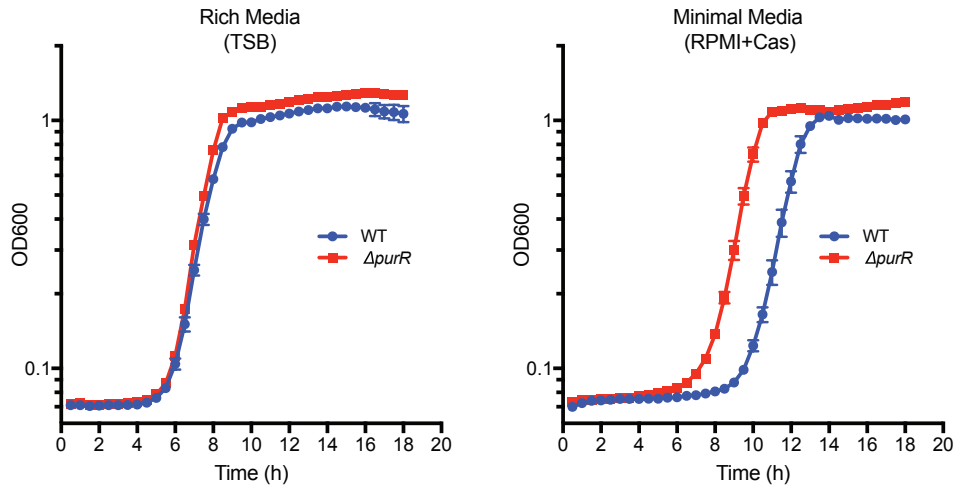 Rich Media
(TSB)
OD600
1
0.1
0 2 4 6 8 10 12 14 16 18 20
Time (h)
WT
ΔpurR
Minimal Media
(RPMI+Cas)
OD600
1
0.1
0 2 4 6 8 10 12 14 16 18 20
Time (h)
WT
ΔpurR